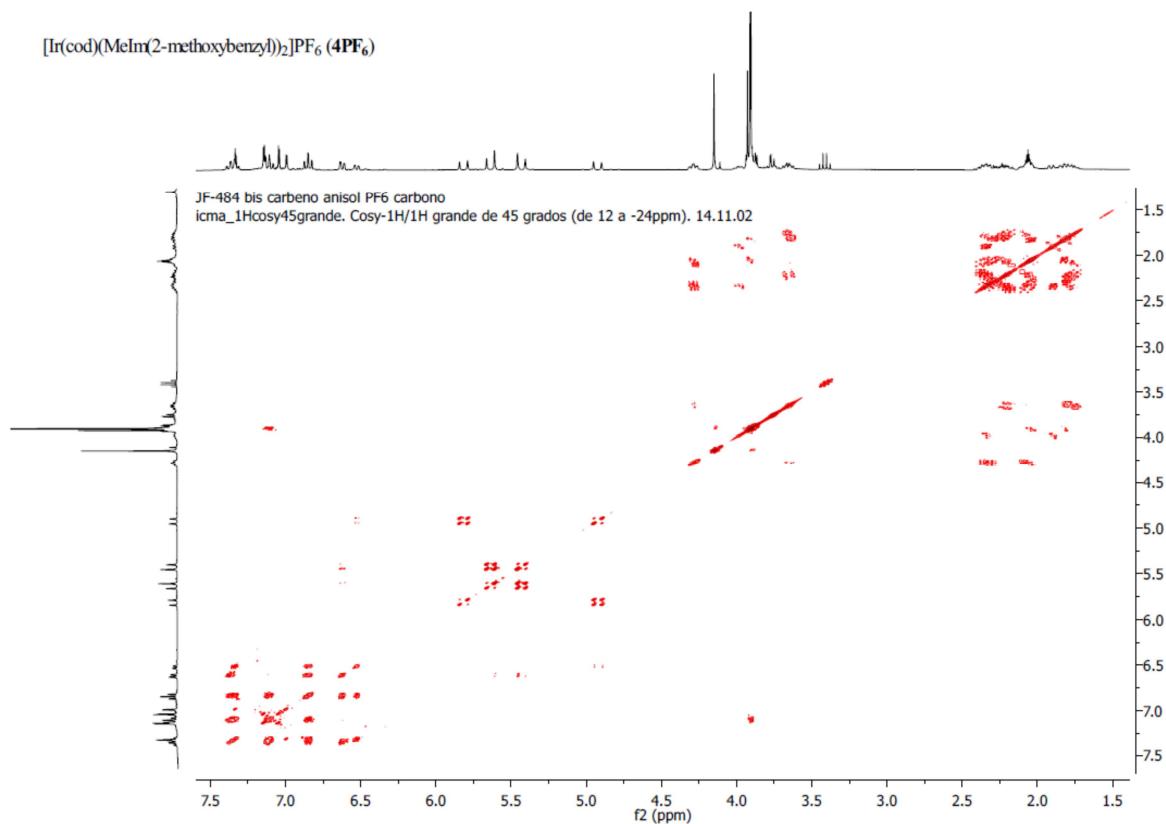 [Ir(cod)(MeIm(2-methoxybenzyl))₂]PF₆ (4PF₆)
JF-484 bis carbeno anisol PF6 carbono
icma_1Hcosy45grande. Cosy-1H/1H grande de 45 grados (de 12 a -24ppm). 14.11.02
1.5
2.0
2.5
3.0
3.5
4.0
4.5
5.0
5.5
6.0
6.5
7.0
7.5
7.5 7.0 6.5 6.0 5.5 5.0 4.5 4.0 3.5 3.0 2.5 2.0 1.5
f2 (ppm)